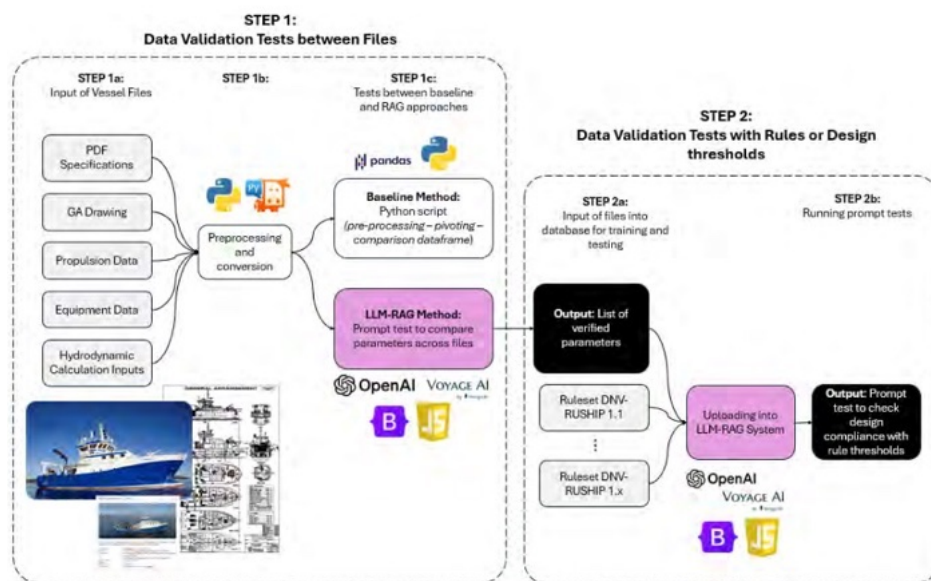 STEP 1:
Data Validation Tests between Files
STEP 1a:
Input of Vessel Files
STEP 1b:
STEP 1c:
Tests between baseline
and RAG approaches
PDF
Specifications
GA Drawing
Propulsion Data
Equipment Data
Hydrodynamic
Calculation Inputs
Preprocessing
and
conversion
pandas
Baseline Method:
Python script
(pre-processing – pivoting –
comparison dataframe)
LLM-RAG Method:
Prompt test to compare
parameters across files
OpenAI
VOYAGE AI
B
JS
GENERAL ARRANGEMENT
STEP 2:
Data Validation Tests with Rules or Design
thresholds
STEP 2a:
Input of files into
database for training and
testing
STEP 2b:
Running prompt tests
Output: List of
verified
parameters
Ruleset DNV-
RUSHIP 1.1
⋮
Ruleset DNV-
RUSHIP 1.x
Uploading into
LLM-RAG System
Output: Prompt
test to check
design
compliance with
rule thresholds
OpenAI
VOYAGE AI
B
JS